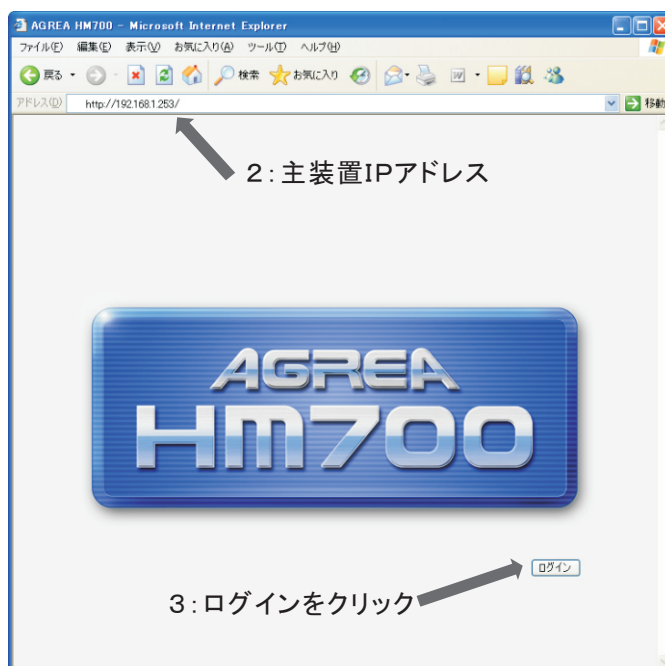 AGREA HM700 - Microsoft Internet Explorer
ファイル(F) 編集(E) 表示(V) お気に入り(A) ツール(T) ヘルプ(H)
戻る 検索 お気に入り
アドレス(D) http://192.168.1.253/ 移動
2:主装置IPアドレス
AGREA
HM700
ログイン
3:ログインをクリック